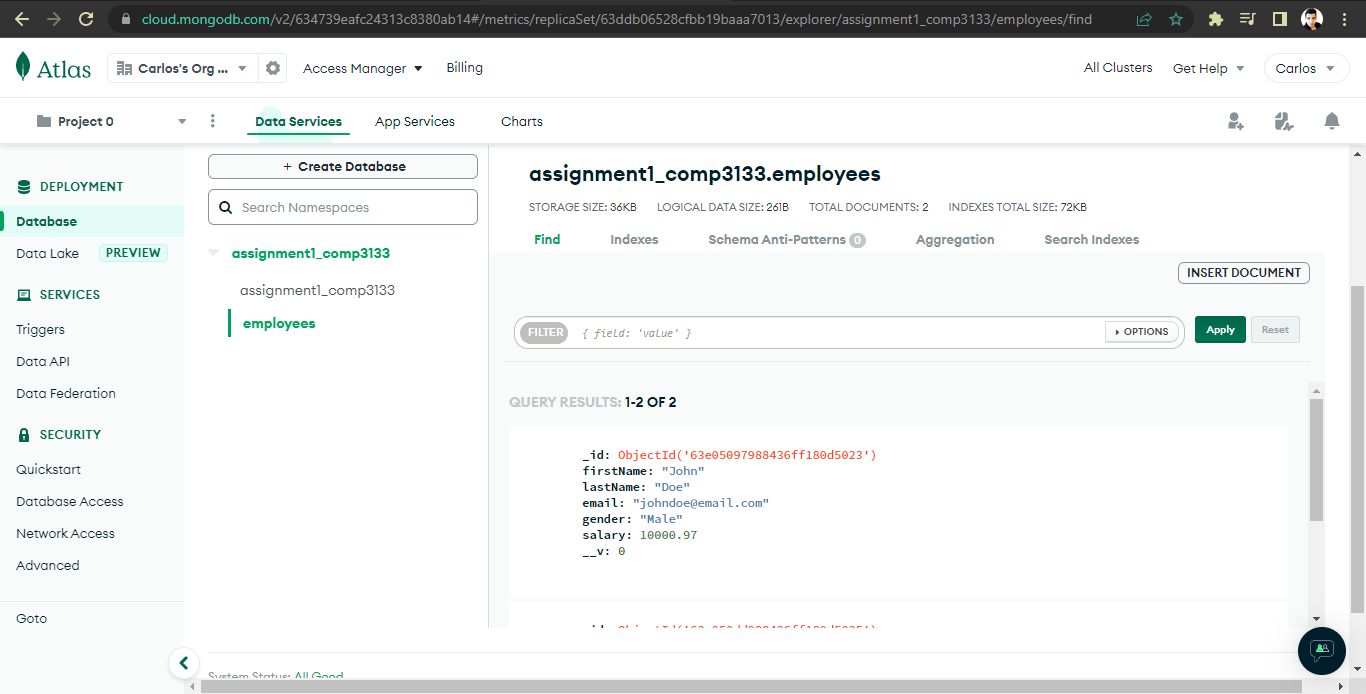 cloud.mongodb.com/v2/634739eafc24313c8380ab14#/metrics/replicaSet/63ddb06528cfbb19baaa7013/explorer/assignment1_comp3133/employees/find
Atlas
Carlos's Org ...
Access Manager
Billing
All Clusters
Get Help
Carlos
Project 0
Data Services
App Services
Charts
DEPLOYMENT
Database
Data Lake PREVIEW
SERVICES
Triggers
Data API
Data Federation
SECURITY
Quickstart
Database Access
Network Access
Advanced
Goto
+ Create Database
Search Namespaces
assignment1_comp3133
assignment1_comp3133
employees
assignment1_comp3133.employees
STORAGE SIZE: 36KB LOGICAL DATA SIZE: 261B TOTAL DOCUMENTS: 2 INDEXES TOTAL SIZE: 72KB
Find Indexes Schema Anti-Patterns 0 Aggregation Search Indexes
INSERT DOCUMENT
FILTER { field: 'value' } OPTIONS Apply Reset
QUERY RESULTS: 1-2 OF 2
_id: ObjectId('63e05097988436ff180d5023')
firstName: "John"
lastName: "Doe"
email: "johndoe@email.com"
gender: "Male"
salary: 10000.97
__v: 0
System Status: All Good